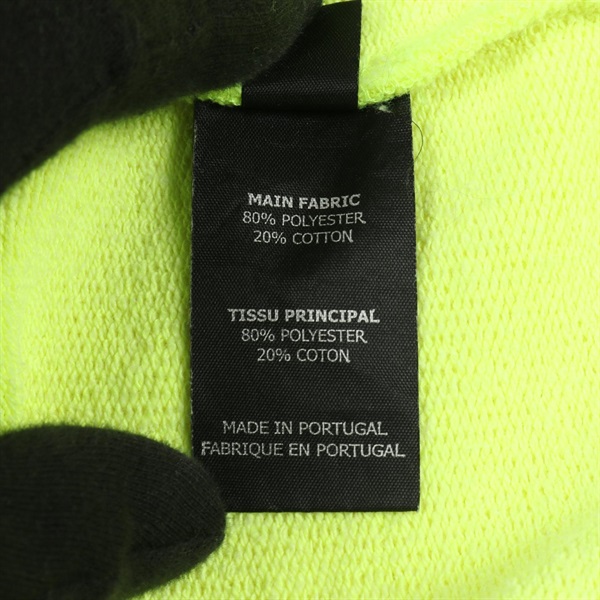 MAIN FABRIC
80% POLYESTER
20% COTTON
TISSU PRINCIPAL
80% POLYESTER
20% COTON
MADE IN PORTUGAL
FABRIQUE EN PORTUGAL